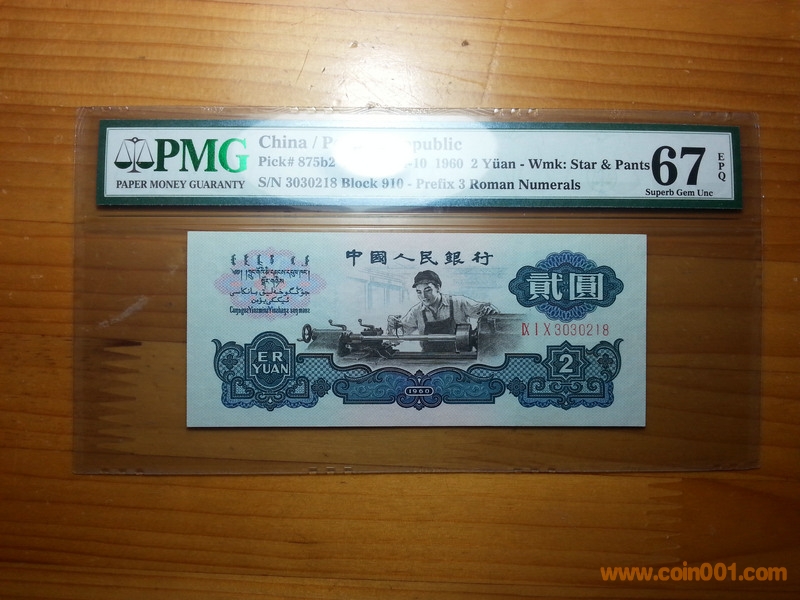 PMG
PAPER MONEY GUARANTY
China /
Pick# 875b2
1960 2 Yüan - Wmk: Star & Pants
S/N 3030218 Block 910 - Prefix 3 Roman Numerals
67
EPQ
Superb Gem Unc
中國人民銀行
貳圓
IX I X 3030218
ER
YUAN
2
1960
www.coin001.com